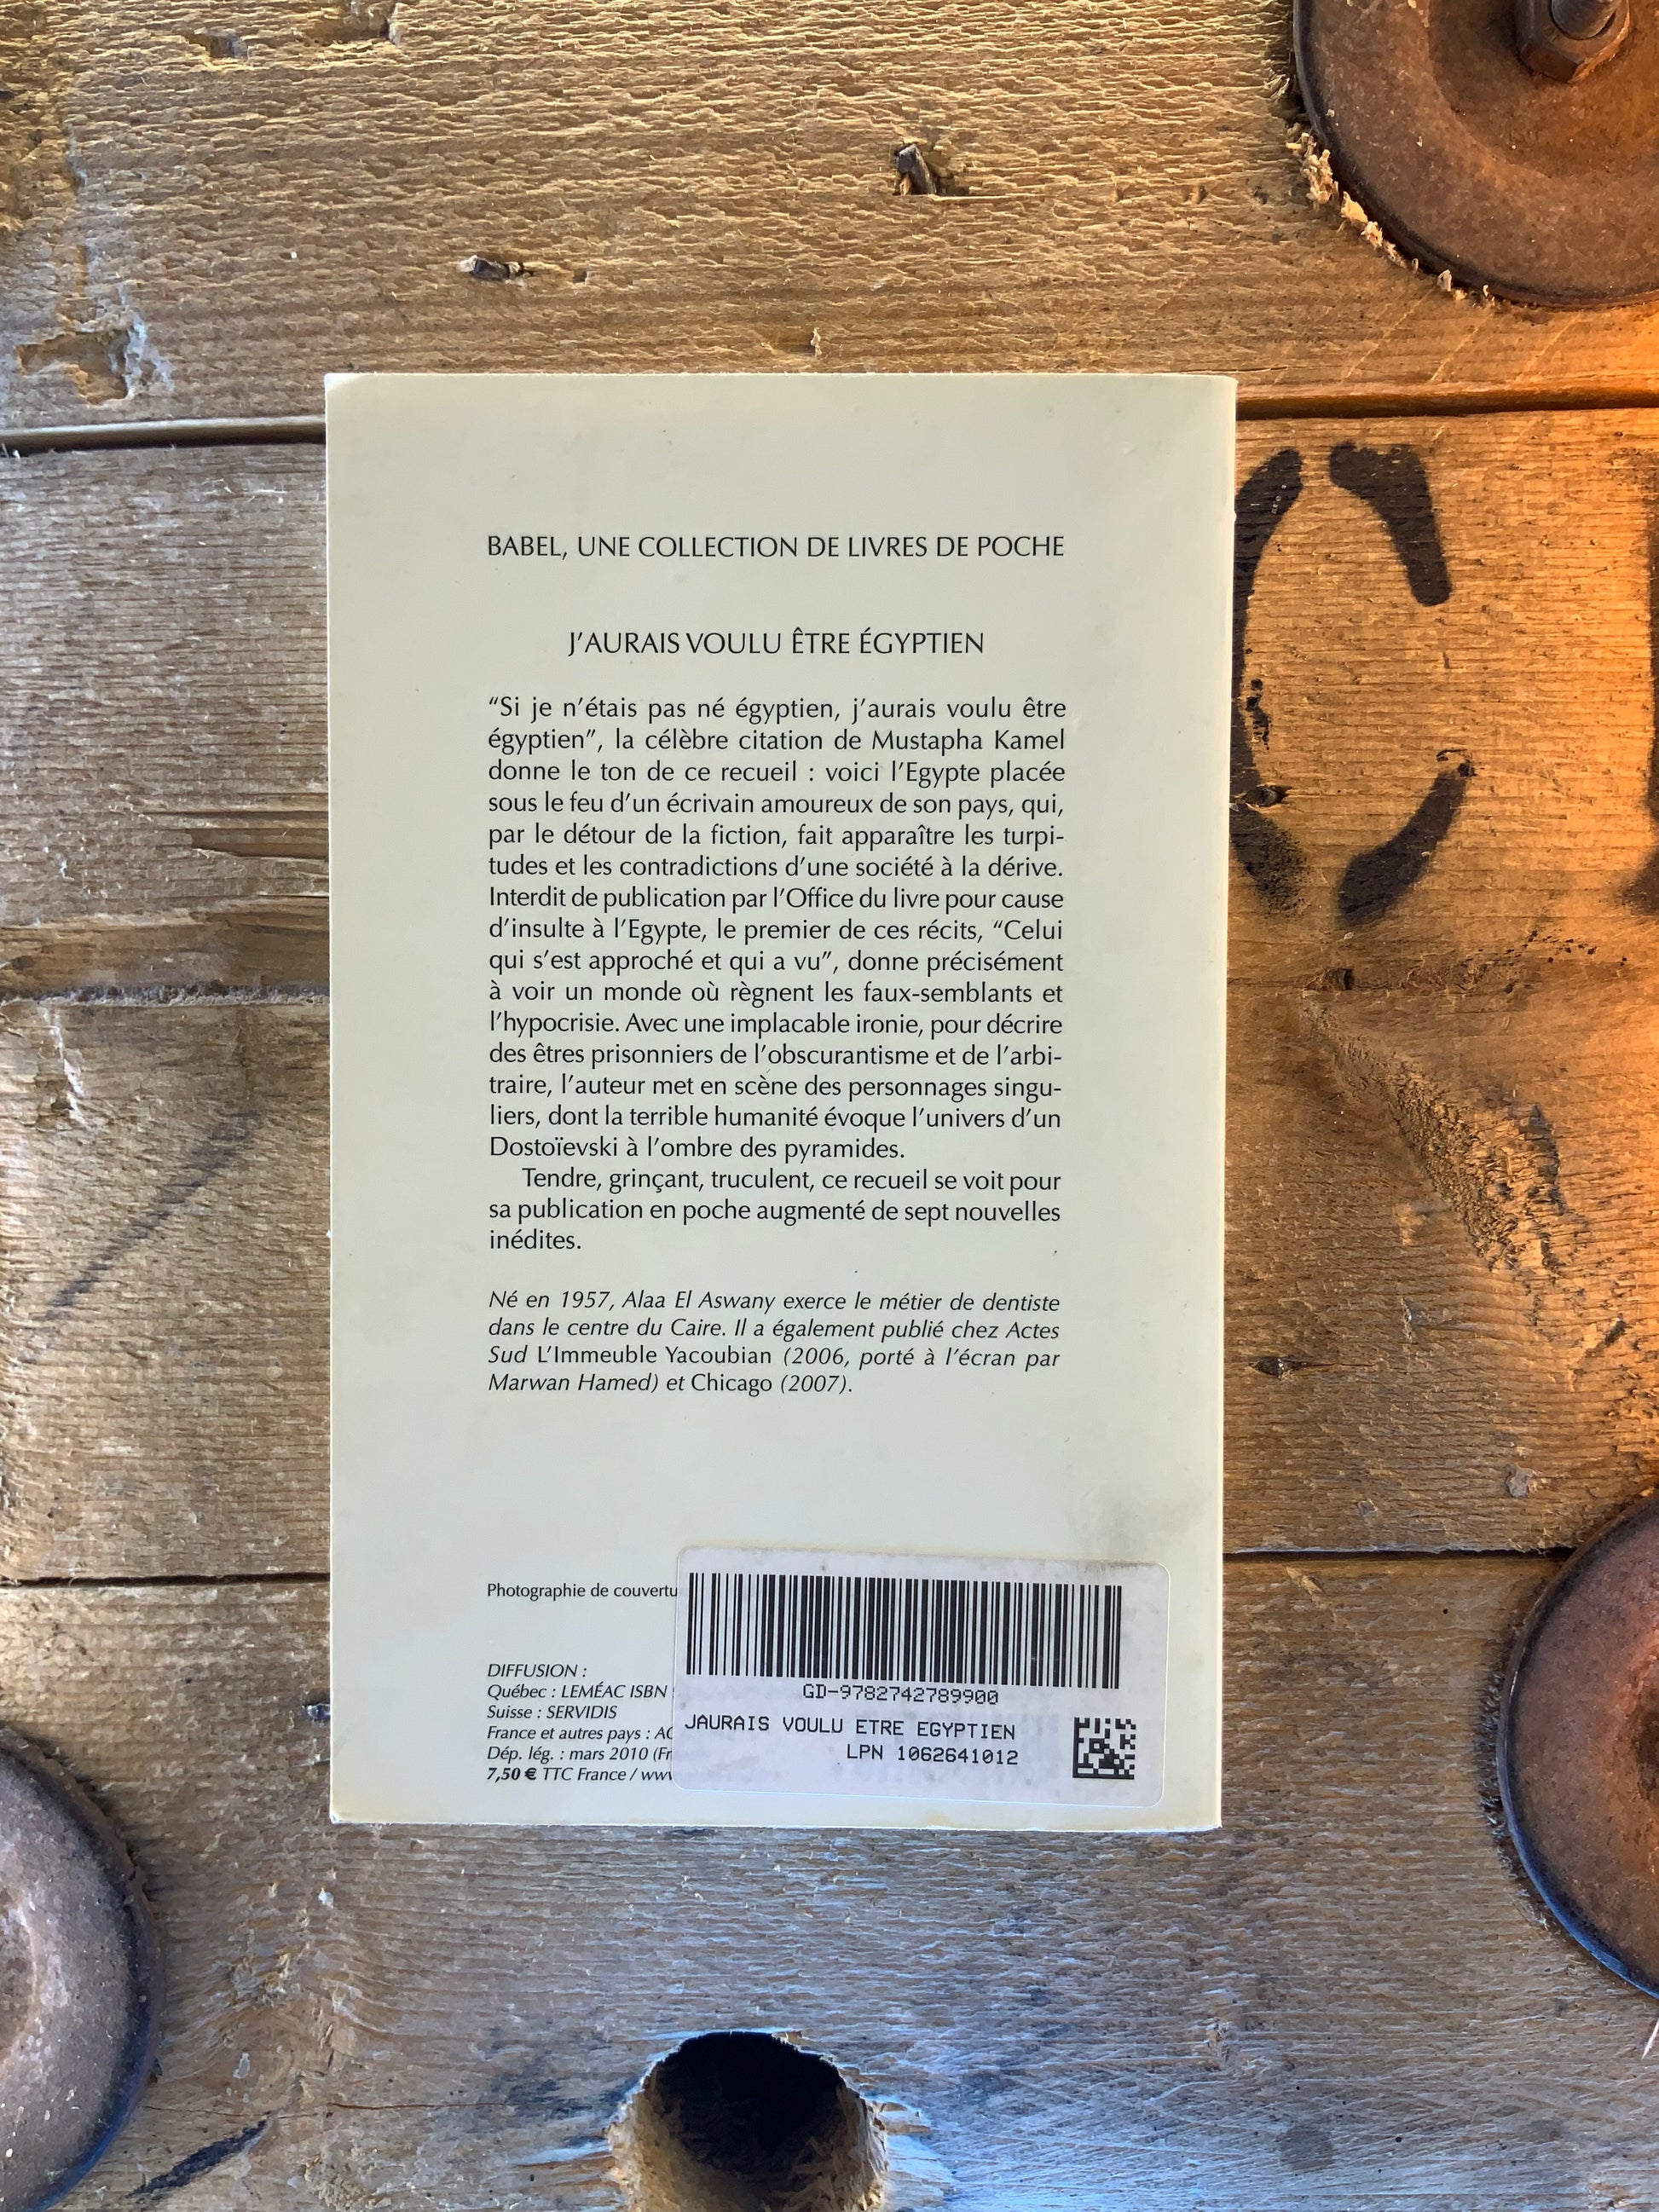 BABEL, UNE COLLECTION DE LIVRES DE POCHE
J’AURAIS VOULU ÊTRE ÉGYPTIEN
“Si je n’étais pas né égyptien, j’aurais voulu être
égyptien”, la célèbre citation de Mustapha Kamel
donne le ton de ce recueil : voici l’Egypte placée
sous le feu d’un écrivain amoureux de son pays, qui,
par le détour de la fiction, fait apparaître les turpi-
tudes et les contradictions d’une société à la dérive.
Interdit de publication par l’Office du livre pour cause
d’insulte à l’Egypte, le premier de ces récits, “Celui
qui s’est approché et qui a vu”, donne précisément
à voir un monde où règnent les faux-semblants et
l’hypocrisie. Avec une implacable ironie, pour décrire
des êtres prisonniers de l’obscurantisme et de l’arbi-
traire, l’auteur met en scène des personnages singu-
liers, dont la terrible humanité évoque l’univers d’un
Dostoïevski à l’ombre des pyramides.
Tendre, grinçant, truculent, ce recueil se voit pour
sa publication en poche augmenté de sept nouvelles
inédites.
Né en 1957, Alaa El Aswany exerce le métier de dentiste
dans le centre du Caire. Il a également publié chez Actes
Sud L’Immeuble Yacoubian (2006, porté à l’écran par
Marwan Hamed) et Chicago (2007).
Photographie de couvertu
DIFFUSION :
Québec : LEMÉAC ISBN
Suisse : SERVIDIS
France et autres pays : AC
Dép. lég. : mars 2010 (Fr
7,50 € TTC France / www
GD-9782742789900
JAURAIS VOULU ETRE EGYPTIEN
LPN 1062641012
C